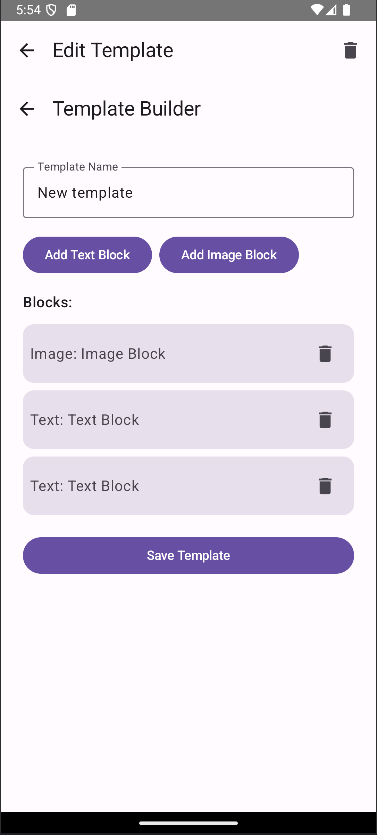 5:54
Edit Template
Template Builder
Template Name
New template
Add Text Block Add Image Block
Blocks:
Image: Image Block
Text: Text Block
Text: Text Block
Save Template